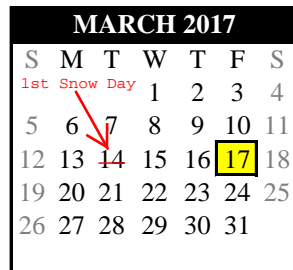 MARCH 2017
S M T W T F S
1st Snow Day 1 2 3 4
5 6 7 8 9 10 11
12 13 14 15 16 17 18
19 20 21 22 23 24 25
26 27 28 29 30 31